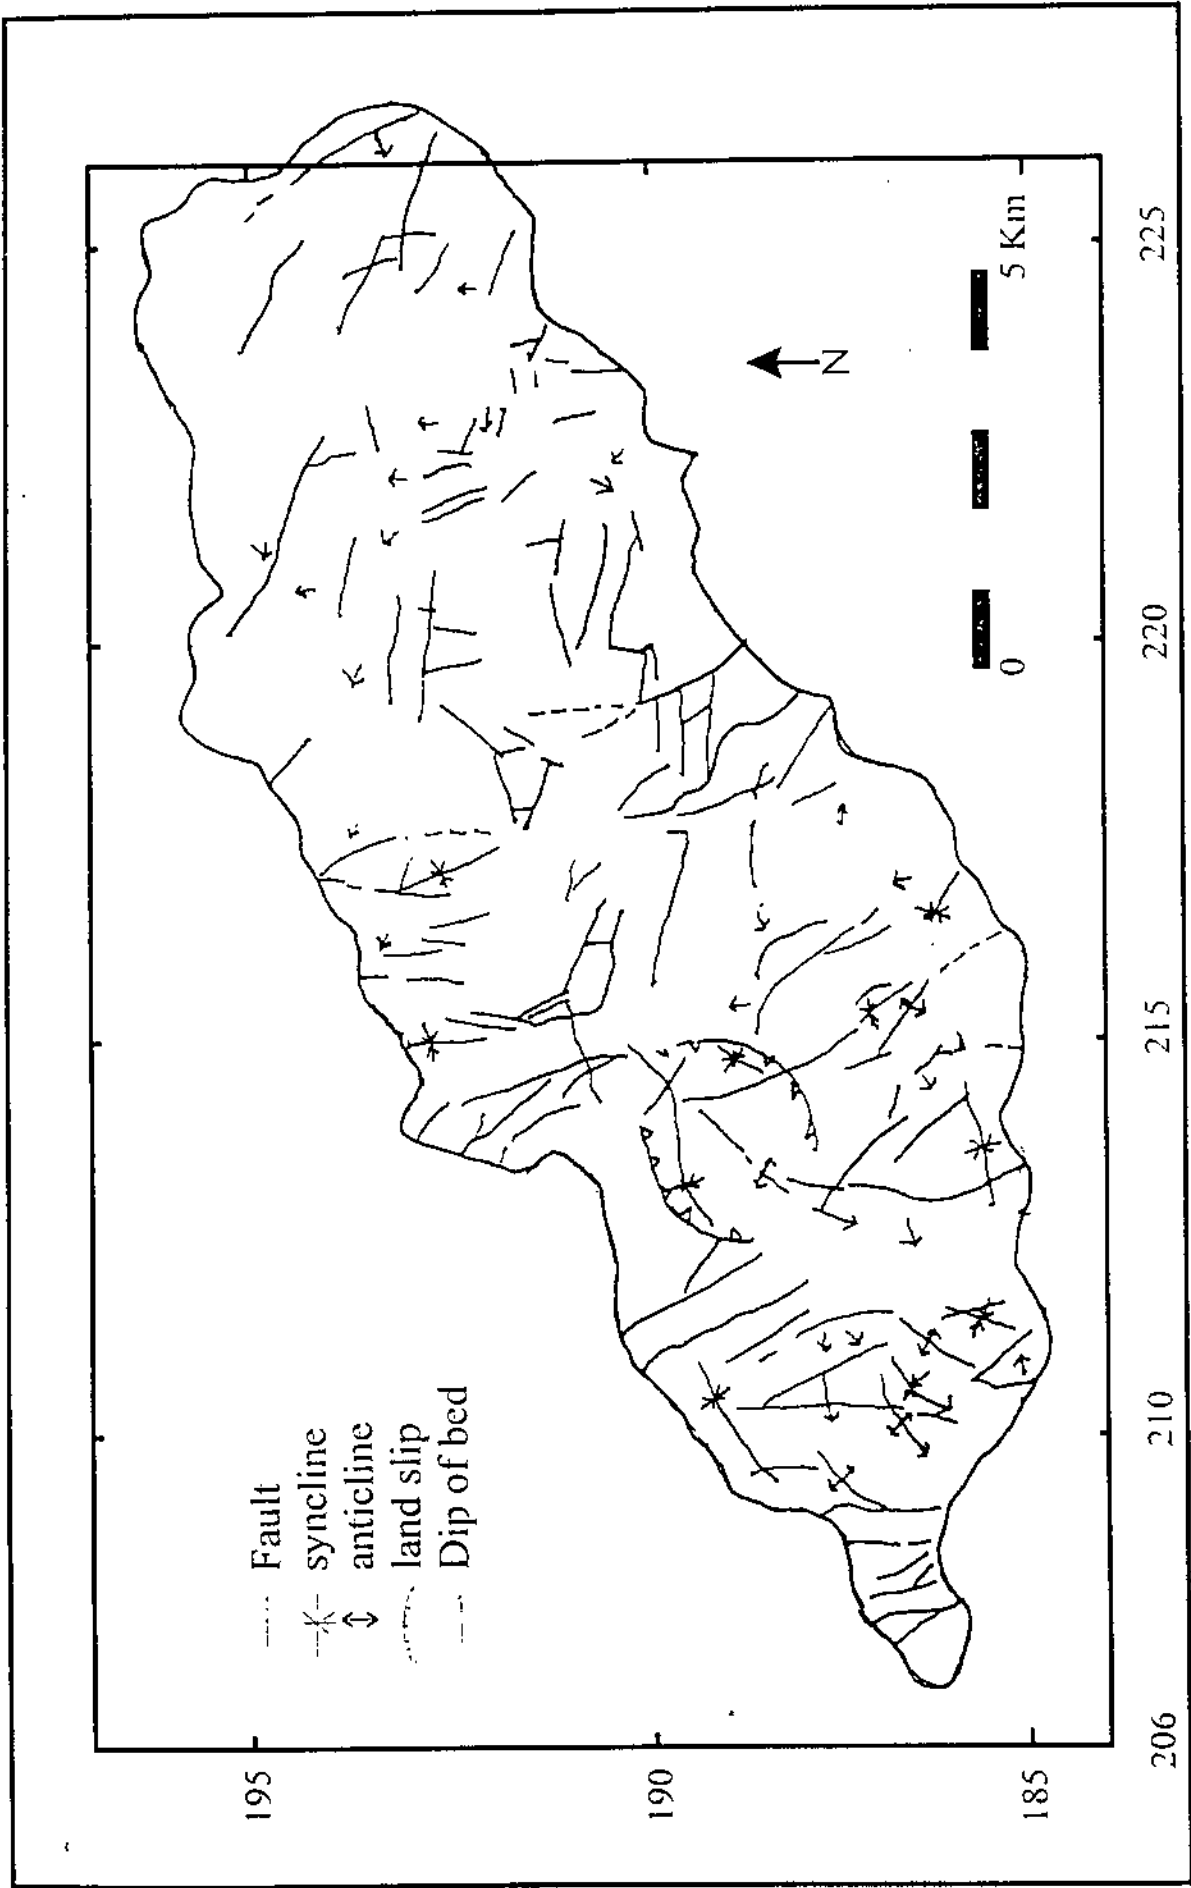 Fault
syncline
anticline
land slip
Dip of bed
195
190
185
206
210
215
220
225
N
0
5 Km